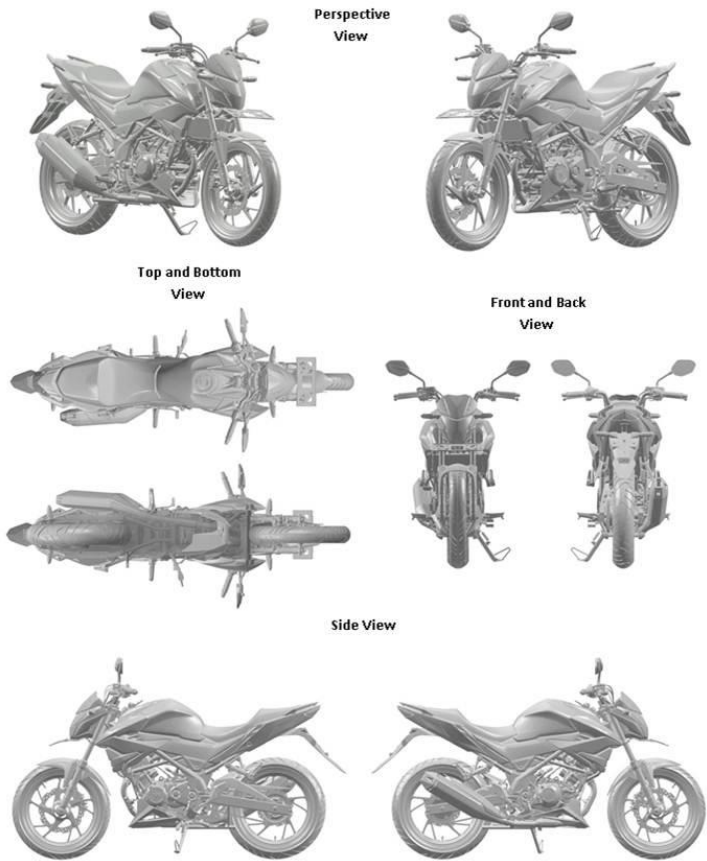 Perspective
View
Top and Bottom
View
Front and Back
View
Side View